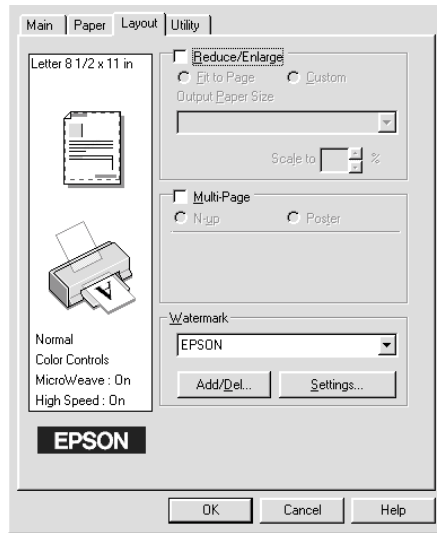 Main Paper Layout Utility
Letter 8 1/2 x 11 in
Reduce/Enlarge
Fit to Page Custom
Output Paper Size
Scale to %
Multi-Page
N-up Poster
A
Watermark
EPSON
Add/Del... Settings...
Normal
Color Controls
MicroWeave : On
High Speed : On
EPSON
OK Cancel Help